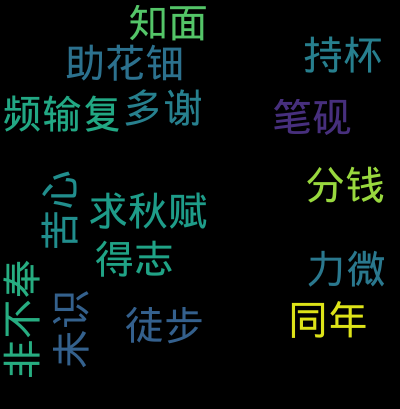 知面
助花钿
持杯
频输复
多谢
笔砚
苦心
求秋赋
分钱
得志
力微
非不奉
未识
徒步
同年